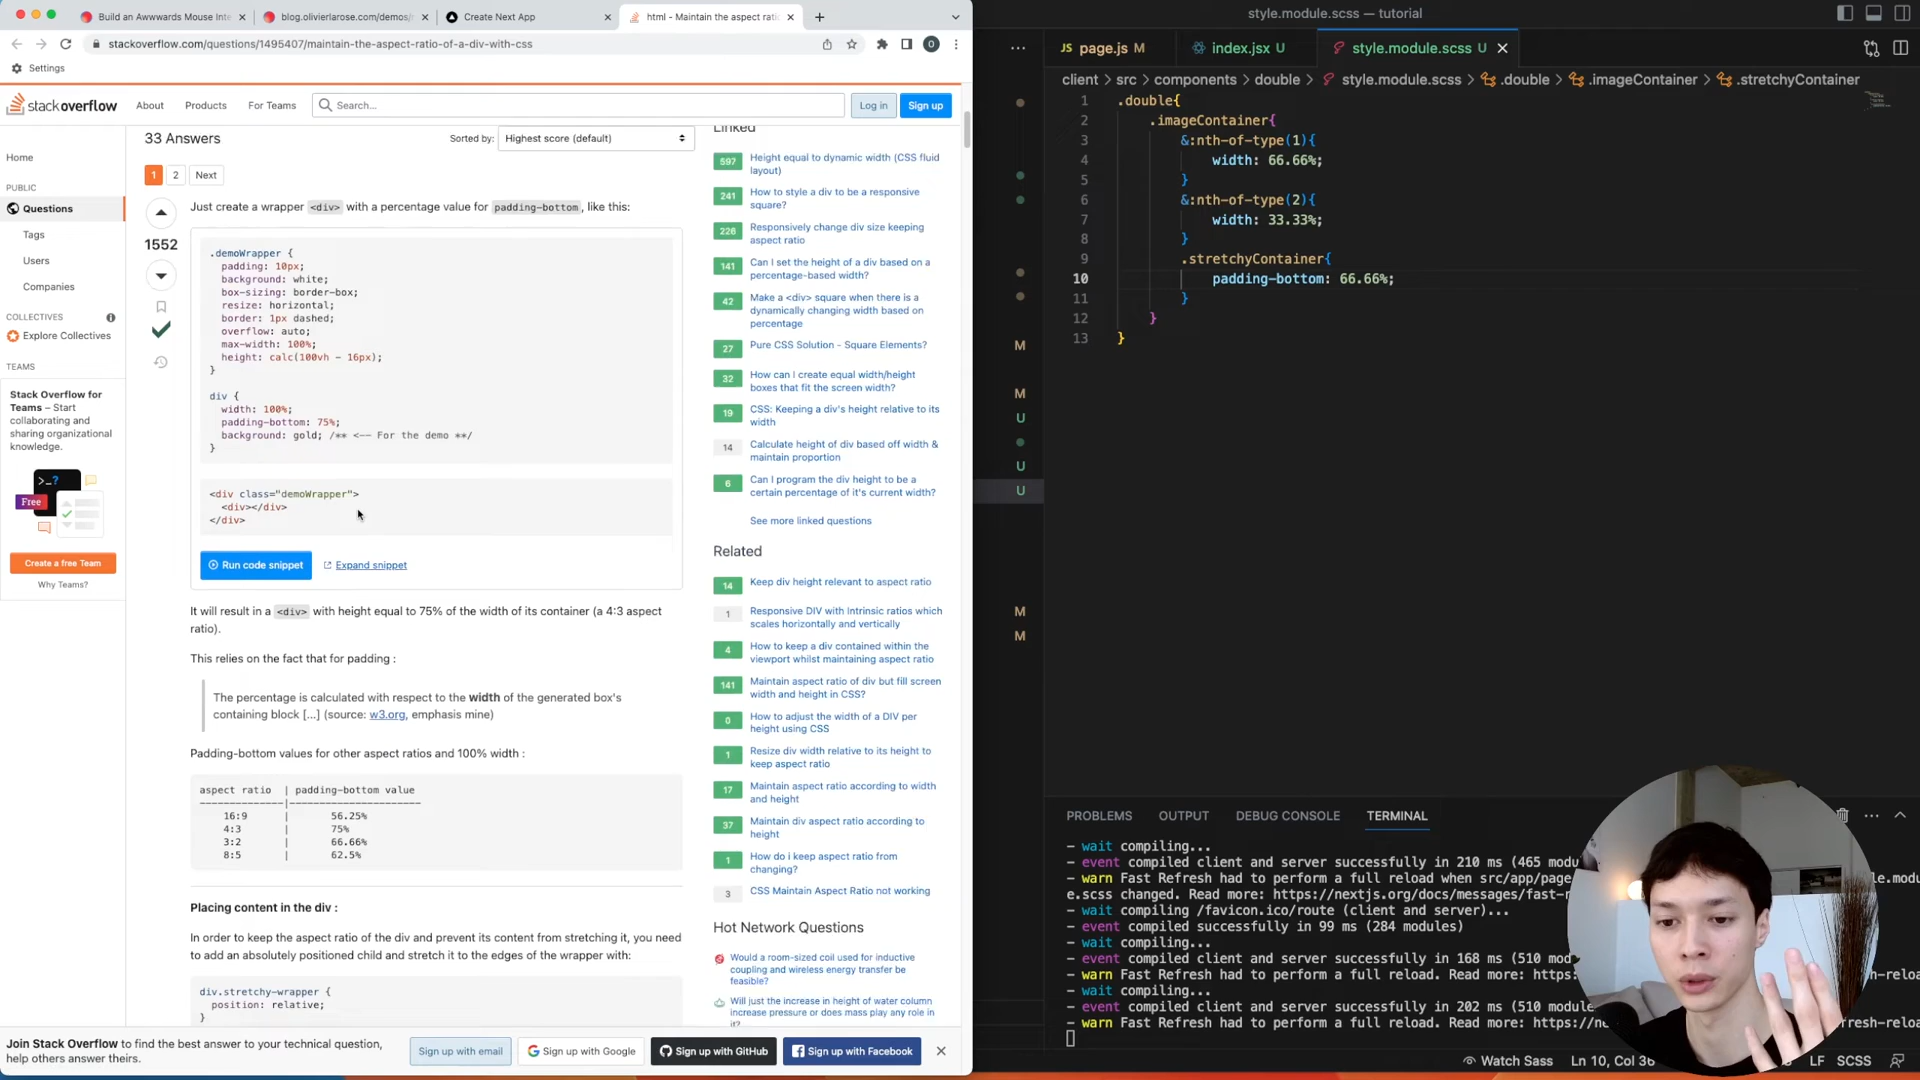 Build an Awwwards Mouse Inte
blog.olivierlarose.com/demos/
Create Next App
html - Maintain the aspect ratio
stackoverflow.com/questions/1495407/maintain-the-aspect-ratio-of-a-div-with-css
O
Settings
stackoverflow
About
Products
For Teams
Search...
Log in
Sign up
Home
PUBLIC
Questions
Tags
Users
Companies
COLLECTIVES
Explore Collectives
TEAMS
Stack Overflow for
Teams – Start
collaborating and
sharing organizational
knowledge.
>_?
Free
Create a free Team
Why Teams?
33 Answers
Sorted by:
Highest score (default)
1
2
Next
1552
Just create a wrapper <div> with a percentage value for padding-bottom, like this:
.demoWrapper {
padding: 10px;
background: white;
box-sizing: border-box;
resize: horizontal;
border: 1px dashed;
overflow: auto;
max-width: 100%;
height: calc(100vh - 16px);
}
div {
width: 100%;
padding-bottom: 75%;
background: gold; /** <-- For the demo **/
}
<div class="demoWrapper">
<div></div>
</div>
Run code snippet
Expand snippet
It will result in a <div> with height equal to 75% of the width of its container (a 4:3 aspect
ratio).
This relies on the fact that for padding :
The percentage is calculated with respect to the width of the generated box's
containing block [...] (source: w3.org, emphasis mine)
Padding-bottom values for other aspect ratios and 100% width :
aspect ratio | padding-bottom value
--------------|----------------------
16:9 | 56.25%
4:3 | 75%
3:2 | 66.66%
8:5 | 62.5%
Placing content in the div :
In order to keep the aspect ratio of the div and prevent its content from stretching it, you need
to add an absolutely positioned child and stretch it to the edges of the wrapper with:
div.stretchy-wrapper {
position: relative;
}
Linked
597 Height equal to dynamic width (CSS fluid
layout)
241 How to style a div to be a responsive
square?
226 Responsively change div size keeping
aspect ratio
141 Can I set the height of a div based on a
percentage-based width?
42 Make a <div> square when there is a
dynamically changing width based on
percentage
27 Pure CSS Solution - Square Elements?
32 How can I create equal width/height
boxes that fit the screen width?
19 CSS: Keeping a div's height relative to its
width
14 Calculate height of div based off width &
maintain proportion
6 Can I program the div height to be a
certain percentage of it's current width?
See more linked questions
Related
14 Keep div height relevant to aspect ratio
1 Responsive DIV with Intrinsic ratios which
scales horizontally and vertically
4 How to keep a div contained within the
viewport whilst maintaining aspect ratio
141 Maintain aspect ratio of div but fill screen
width and height in CSS?
0 How to adjust the width of a DIV per
height using CSS
1 Resize div width relative to its height to
keep aspect ratio
17 Maintain aspect ratio according to width
and height
37 Maintain div aspect ratio according to
height
1 How do i keep aspect ratio from
changing?
3 CSS Maintain Aspect Ratio not working
Hot Network Questions
Would a room-sized coil used for inductive
coupling and wireless energy transfer be
feasible?
Will just the increase in height of water column
increase pressure or does mass play any role in
it?
Join Stack Overflow to find the best answer to your technical question,
help others answer theirs.
Sign up with email
Sign up with Google
Sign up with GitHub
Sign up with Facebook
style.module.scss — tutorial
JS page.js M
index.jsx U
style.module.scss U
client > src > components > double > style.module.scss > .double > .imageContainer > .stretchyContainer
1 .double{
2 .imageContainer{
3 &:nth-of-type(1){
4 width: 66.66%;
5 }
6 &:nth-of-type(2){
7 width: 33.33%;
8 }
9 .stretchyContainer{
10 padding-bottom: 66.66%;
11 }
12 }
13 }
M
M
U
U
U
M
M
PROBLEMS
OUTPUT
DEBUG CONSOLE
TERMINAL
- wait compiling...
- event compiled client and server successfully in 210 ms (465 modu
- warn Fast Refresh had to perform a full reload when src/app/page
le.modu
e.scss changed. Read more: https://nextjs.org/docs/messages/fast-r
- wait compiling /favicon.ico/route (client and server)...
- event compiled successfully in 99 ms (284 modules)
- wait compiling...
- event compiled client and server successfully in 168 ms (510 mod
- warn Fast Refresh had to perform a full reload. Read more: https:
sh-reloa
- wait compiling...
- event compiled client and server successfully in 202 ms (510 module
- warn Fast Refresh had to perform a full reload. Read more: https://ne
fresh-reloa
Watch Sass
Ln 10, Col 36
LF
SCSS